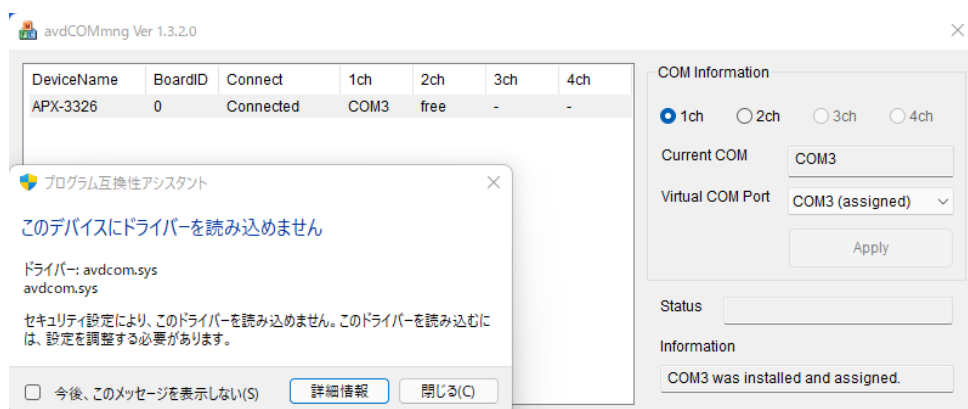 avdCOMmng Ver 1.3.2.0
DeviceName BoardID Connect 1ch 2ch 3ch 4ch
APX-3326 0 Connected COM3 free - -
COM Information
1ch 2ch 3ch 4ch
Current COM COM3
Virtual COM Port COM3 (assigned)
Apply
Status
Information
COM3 was installed and assigned.
プログラム互換性アシスタント
このデバイスにドライバーを読み込めません
ドライバー: avdcom.sys
avdcom.sys
セキュリティ設定により、このドライバーを読み込めません。このドライバーを読み込むに
は、設定を調整する必要があります。
今後、このメッセージを表示しない(S) 詳細情報 閉じる(C)